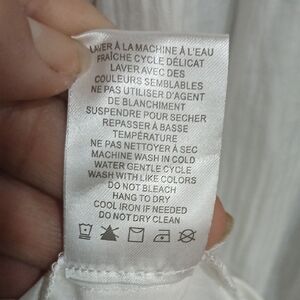 LAVER À LA MACHINE À L'EAU
FRAÎCHE CYCLE DÉLICAT
LAVER AVEC DES
COULEURS SEMBLABLES
NE PAS UTILISER D'AGENT
DE BLANCHIMENT
SUSPENDRE POUR SECHER
REPASSER À BASSE
TEMPÉRATURE
NE PAS NETTOYER À SEC
MACHINE WASH IN COLD
WATER GENTLE CYCLE
WASH WITH LIKE COLORS
DO NOT BLEACH
HANG TO DRY
COOL IRON IF NEEDED
DO NOT DRY CLEAN